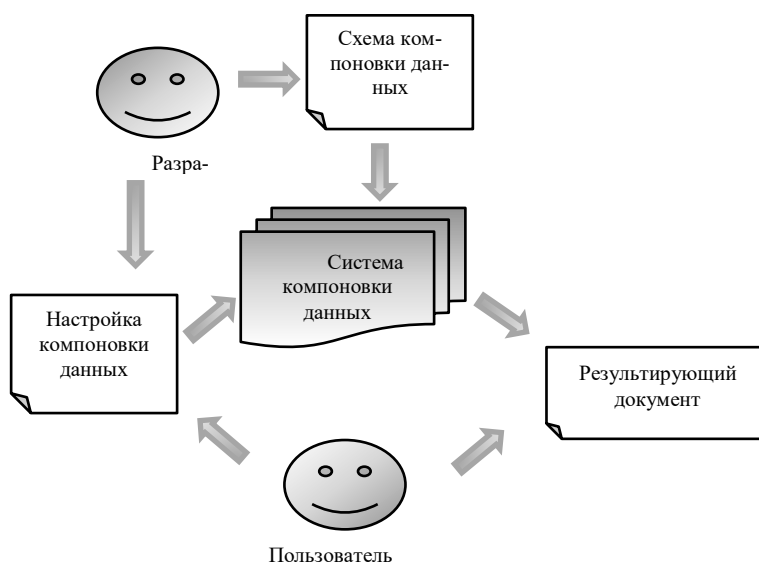 Схема ком-
поновки дан-
ных
Разра-
Система
компоновки
данных
Настройка
компоновки
данных
Результирующий
документ
Пользователь